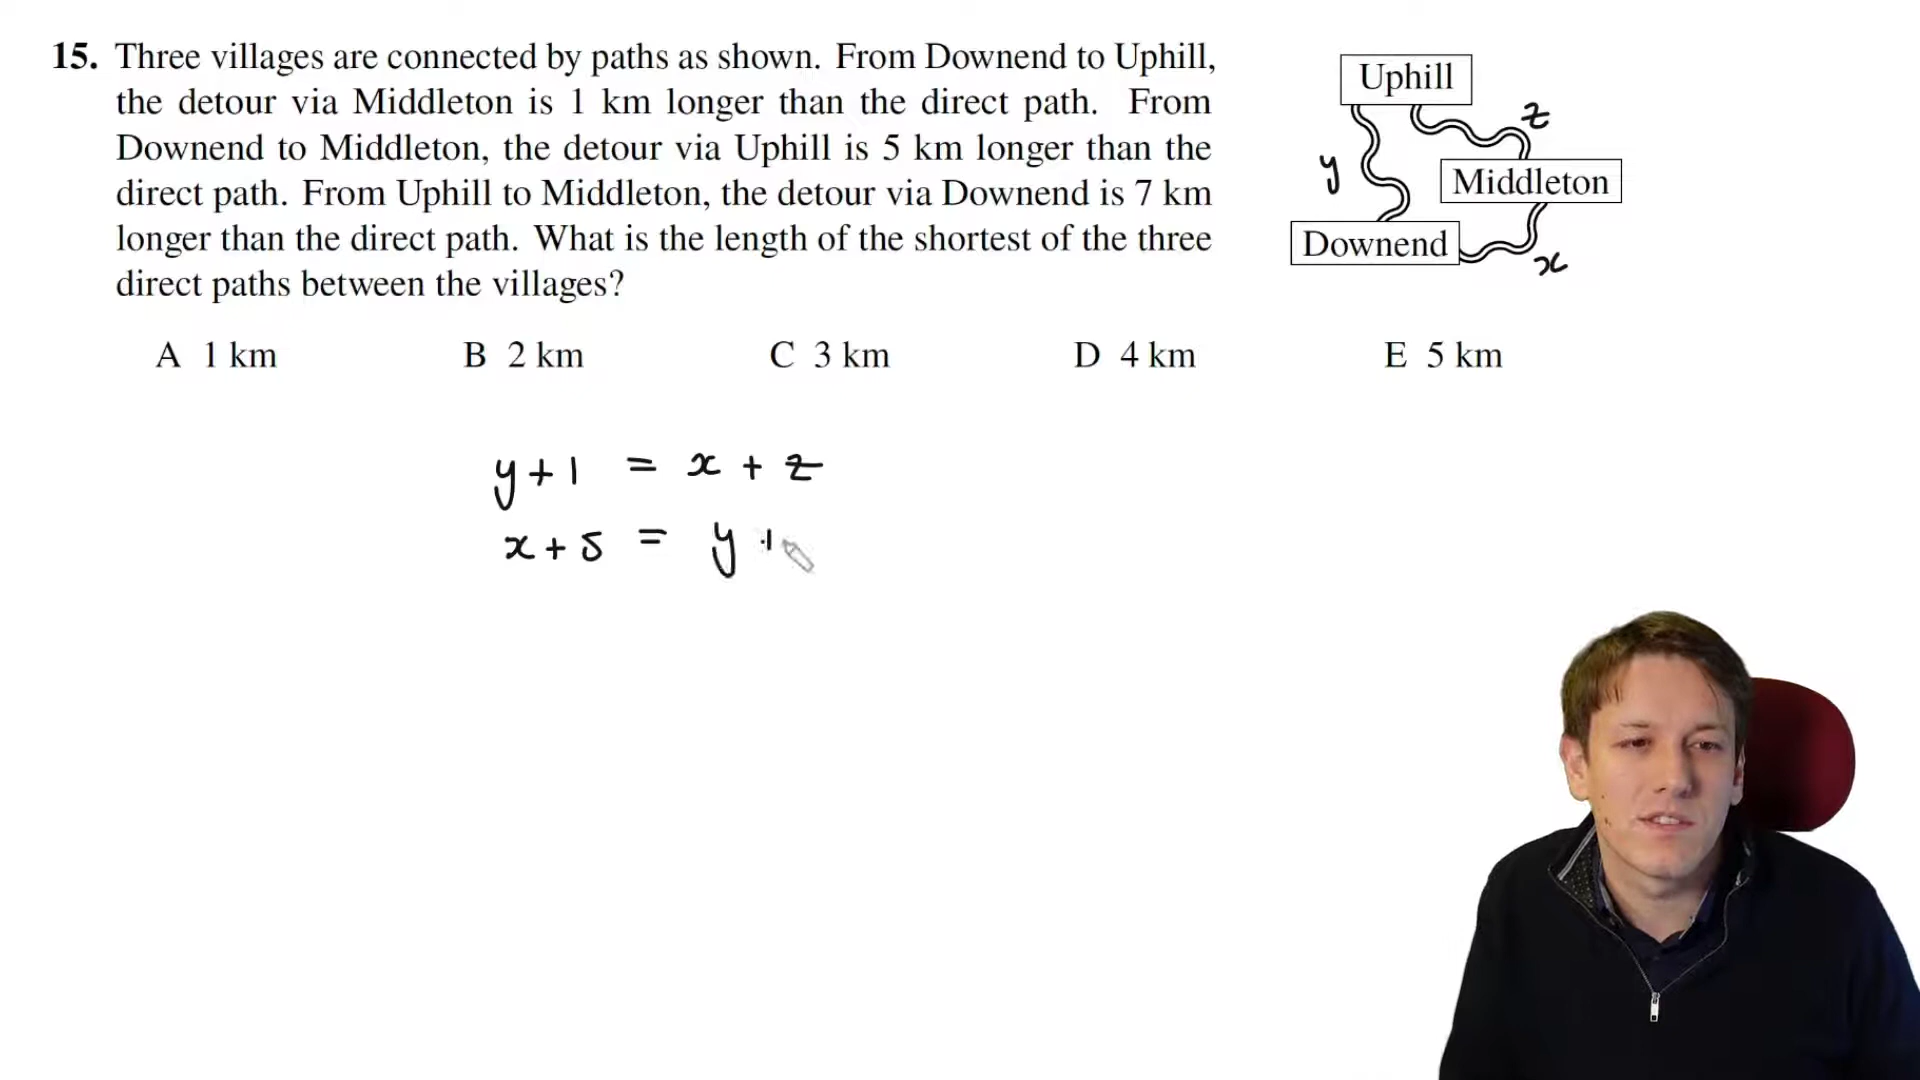 15. Three villages are connected by paths as shown. From Downend to Uphill,
the detour via Middleton is 1 km longer than the direct path. From
Downend to Middleton, the detour via Uphill is 5 km longer than the
direct path. From Uphill to Middleton, the detour via Downend is 7 km
longer than the direct path. What is the length of the shortest of the three
direct paths between the villages?
Uphill
z
y
Middleton
Downend
x
A 1 km B 2 km C 3 km D 4 km E 5 km
y + 1 = x + z
x + 5 = y +